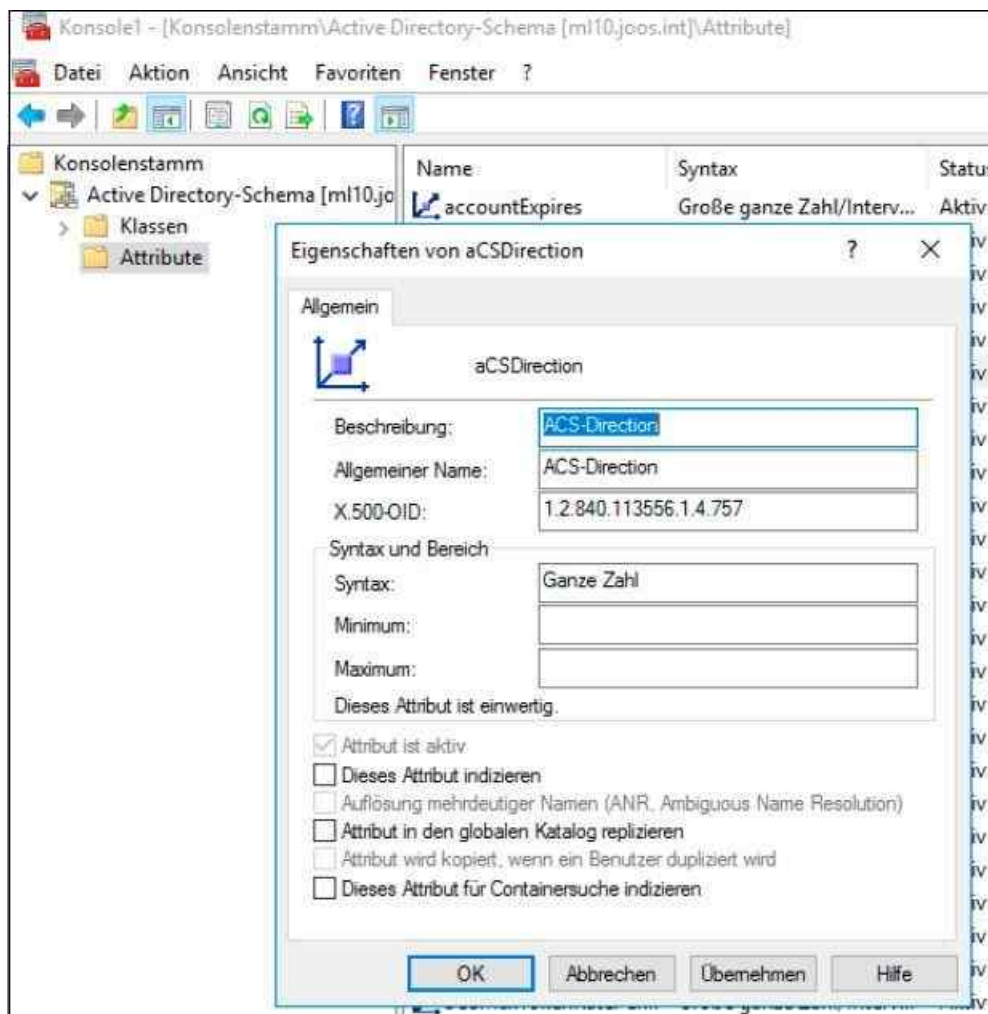 Konsole1 - [Konsolenstamm\Active Directory-Schema [ml10.joos.int]\Attribute]
Datei Aktion Ansicht Favoriten Fenster ?
Konsolenstamm
Active Directory-Schema [ml10.jo
Klassen
Attribute
Name Syntax Status
accountExpires Große ganze Zahl/Interv... Aktiv
Eigenschaften von aCSDirection ?
Allgemein
aCSDirection
Beschreibung: ACS-Direction
Allgemeiner Name: ACS-Direction
X.500-OID: 1.2.840.113556.1.4.757
Syntax und Bereich
Syntax: Ganze Zahl
Minimum:
Maximum:
Dieses Attribut ist einwertig.
Attribut ist aktiv
Dieses Attribut indizieren
Auflösung mehrdeutiger Namen (ANR, Ambiguous Name Resolution)
Attribut in den globalen Katalog replizieren
Attribut wird kopiert, wenn ein Benutzer dupliziert wird
Dieses Attribut für Containersuche indizieren
OK Abbrechen Übernehmen Hilfe